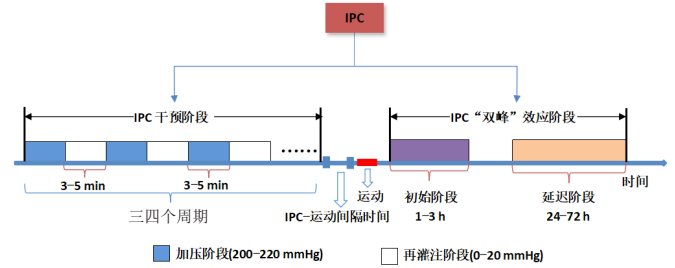 IPC
IPC 干预阶段
IPC“双峰”效应阶段
······
3–5 min
3–5 min
三四个周期
IPC–运动间隔时间
运动
初始阶段
1–3 h
延迟阶段
24–72 h
时间
加压阶段(200–220 mmHg)
再灌注阶段(0–20 mmHg)